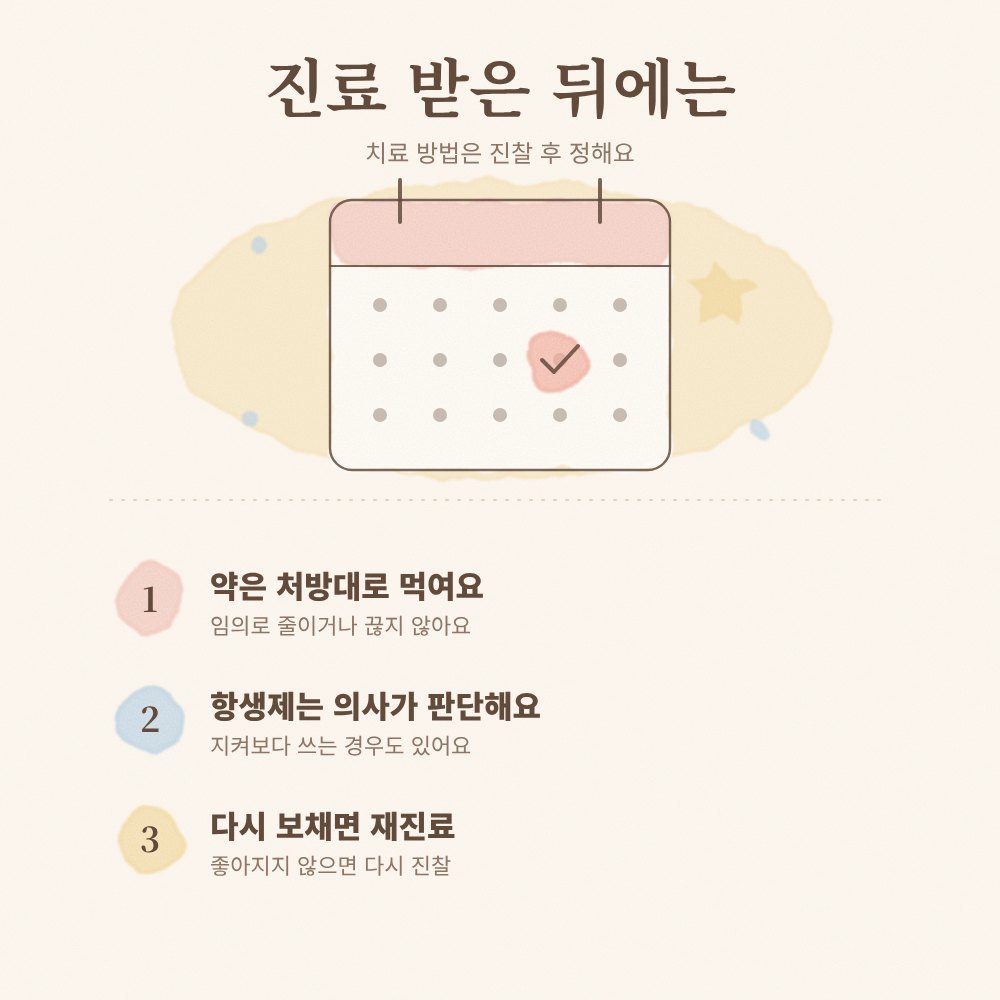 진료 받은 뒤에는
치료 방법은 진찰 후 정해요
1
약은 처방대로 먹여요
임의로 줄이거나 끊지 않아요
2
항생제는 의사가 판단해요
지켜보다 쓰는 경우도 있어요
3
다시 보채면 재진료
좋아지지 않으면 다시 진찰